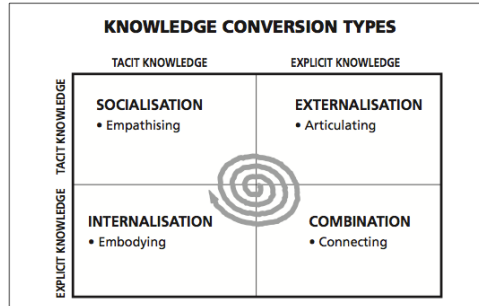 KNOWLEDGE CONVERSION TYPES
TACIT KNOWLEDGE
EXPLICIT KNOWLEDGE
TACIT KNOWLEDGE
SOCIALISATION
• Empathising
EXTERNALISATION
• Articulating
EXPLICIT KNOWLEDGE
INTERNALISATION
• Embodying
COMBINATION
• Connecting